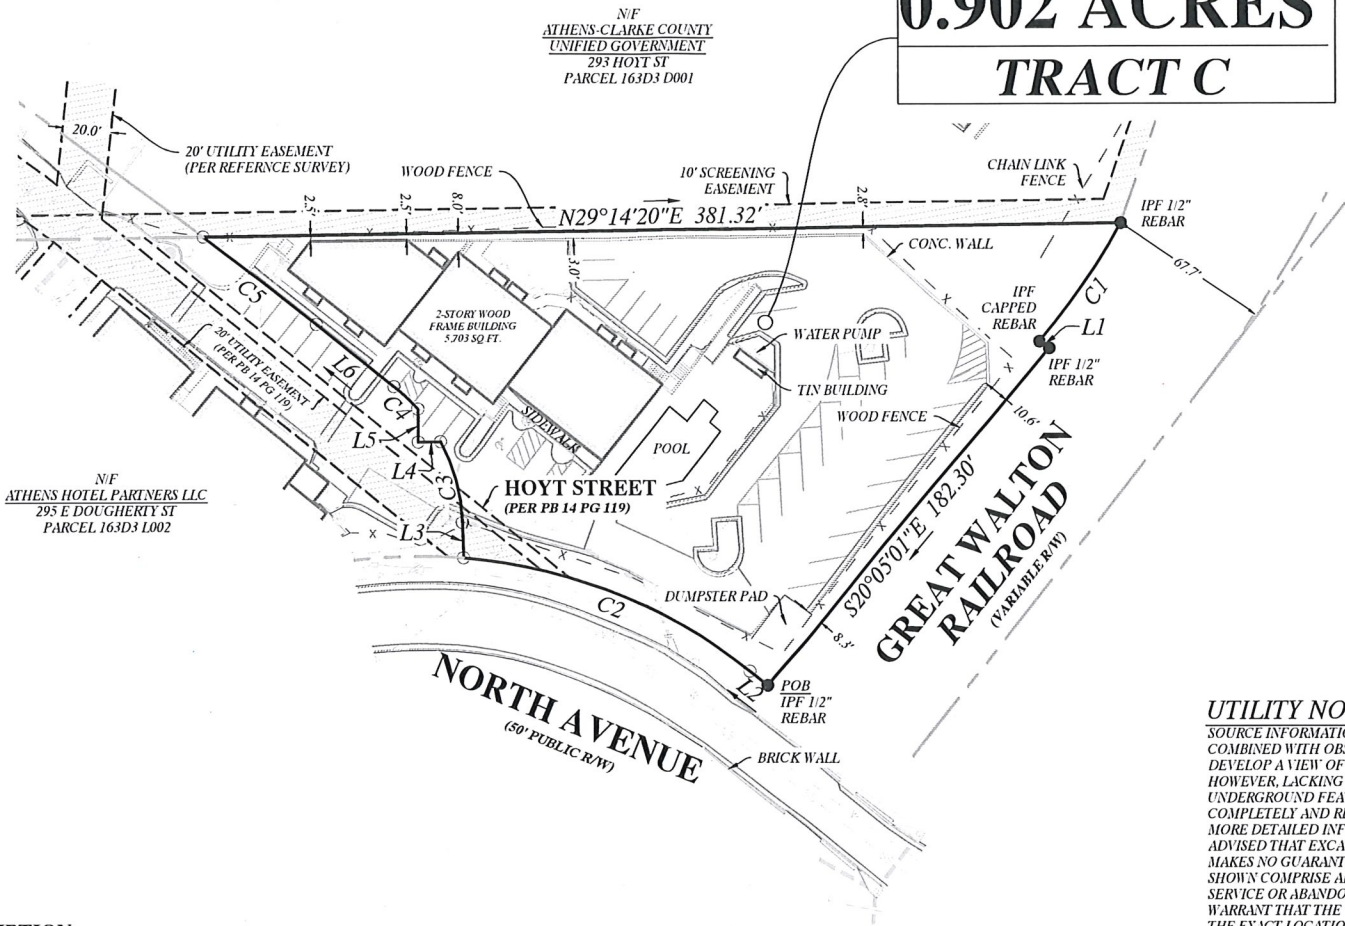 0.902 ACRES
TRACT C
N/F
ATHENS-CLARKE COUNTY
UNIFIED GOVERNMENT
293 HOYT ST
PARCEL 163D3 D001
20.0'
20' UTILITY EASEMENT
(PER REFERNCE SURVEY)
WOOD FENCE
10' SCREENING
EASEMENT
CHAIN LINK
FENCE
2.5'
2.5'
8.0'
2.8'
N29°14'20"E 381.32'
IPF 1/2"
REBAR
CONC. WALL
67.7'
3.0'
C5
C1
IPF
CAPPED
REBAR
L1
2-STORY WOOD
FRAME BUILDING
5,703 SQ FT.
WATER PUMP
IPF 1/2"
REBAR
20' UTILITY EASEMENT
(PER PB 14 PG 119)
L6
TIN BUILDING
C4
WOOD FENCE
10.6'
SIDEWALK
L5
POOL
L4
N/F
ATHENS HOTEL PARTNERS LLC
295 E DOUGHERTY ST
PARCEL 163D3 L002
C3
HOYT STREET
(PER PB 14 PG 119)
S20°05'01"E 182.30'
GREAT WALTON
RAILROAD
(VARIABLE R/W)
L3
C2
DUMPSTER PAD
8.3'
L2
POB
IPF 1/2"
REBAR
NORTH AVENUE
(50' PUBLIC R/W)
BRICK WALL
UTILITY NO
SOURCE INFORMATIO
COMBINED WITH OBS
DEVELOP A VIEW OF
HOWEVER, LACKING
UNDERGROUND FEA
COMPLETELY AND RE
MORE DETAILED INF
ADVISED THAT EXCA
MAKES NO GUARANT
SHOWN COMPRISE A
SERVICE OR ABANDO
WARRANT THAT THE
THE EXACT LOCATIO